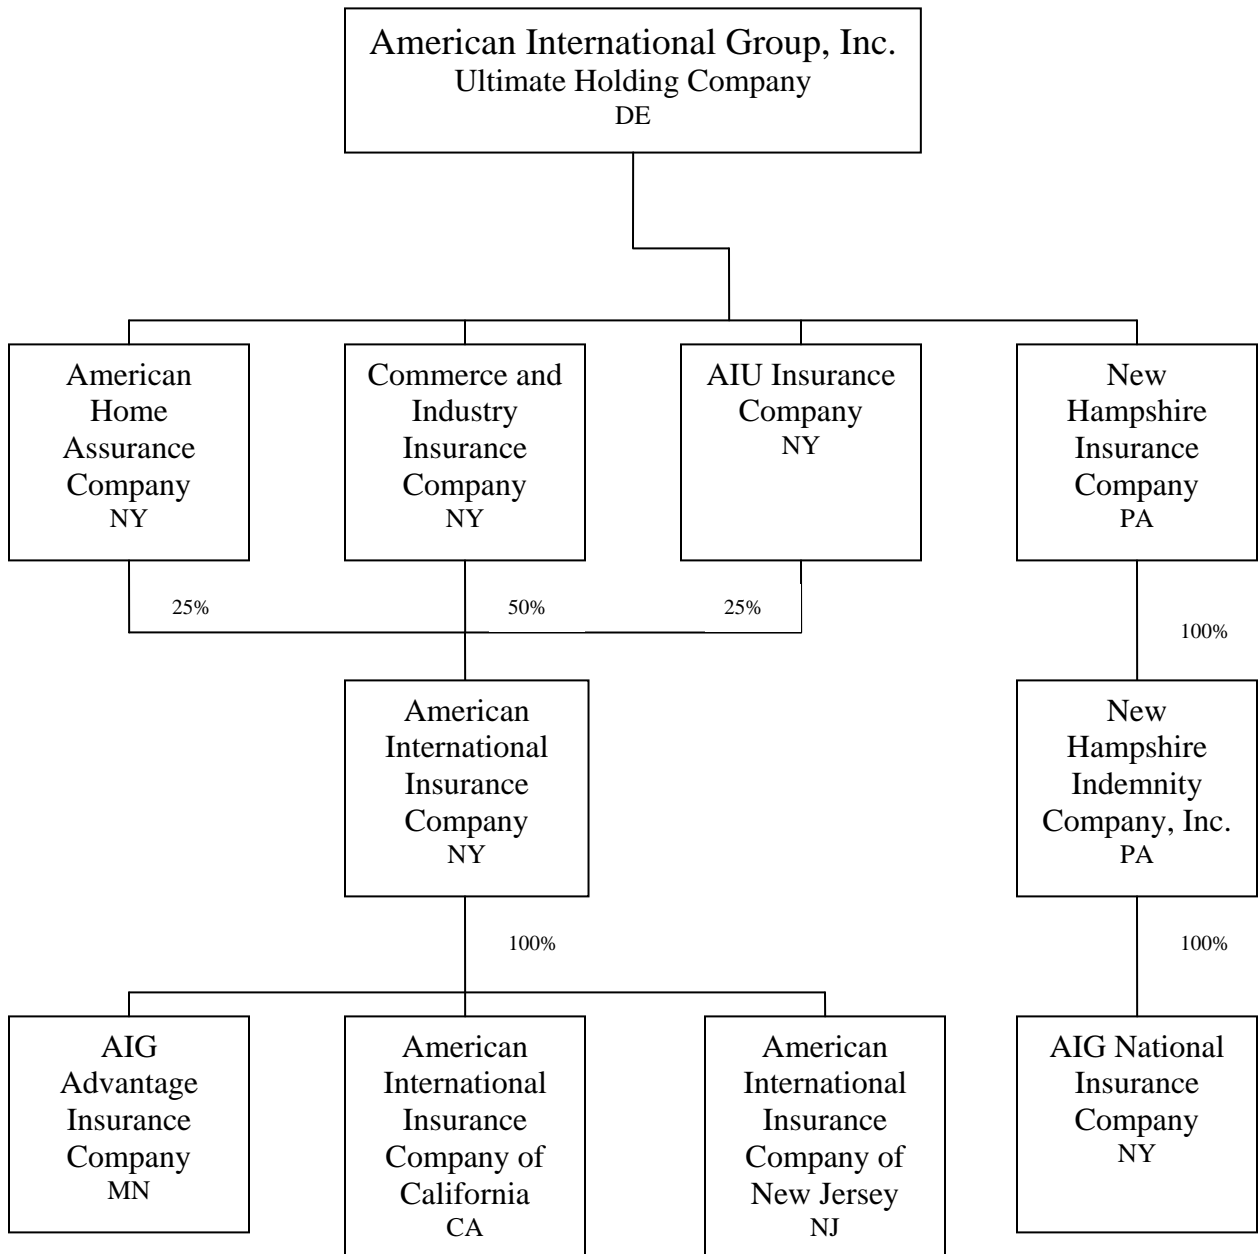 American International Group, Inc.
Ultimate Holding Company
DE
American
Home
Assurance
Company
NY
Commerce and
Industry
Insurance
Company
NY
AIU Insurance
Company
NY
New
Hampshire
Insurance
Company
PA
25%
50%
25%
100%
American
International
Insurance
Company
NY
New
Hampshire
Indemnity
Company, Inc.
PA
100%
100%
AIG
Advantage
Insurance
Company
MN
American
International
Insurance
Company of
California
CA
American
International
Insurance
Company of
New Jersey
NJ
AIG National
Insurance
Company
NY